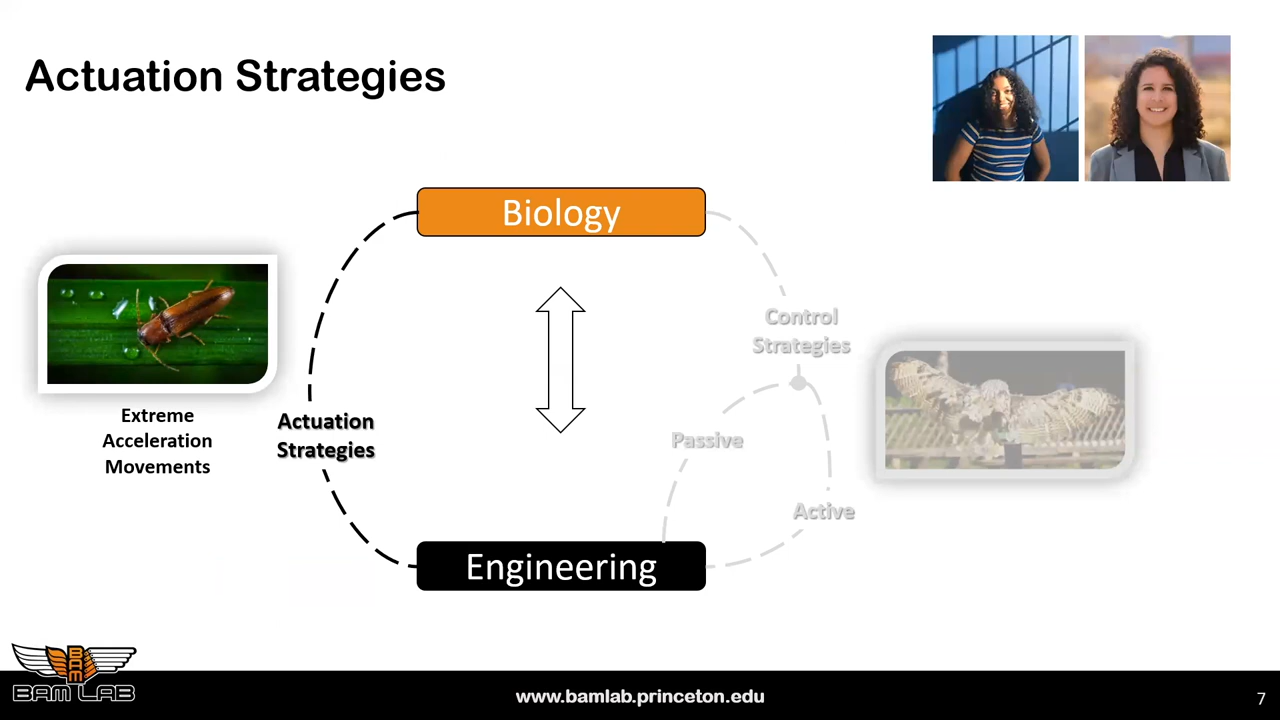 Actuation Strategies
Biology
Control
Strategies
Extreme
Acceleration
Movements
Actuation
Strategies
Passive
Active
Engineering
BAM
BAM LAB
www.bamlab.princeton.edu
7